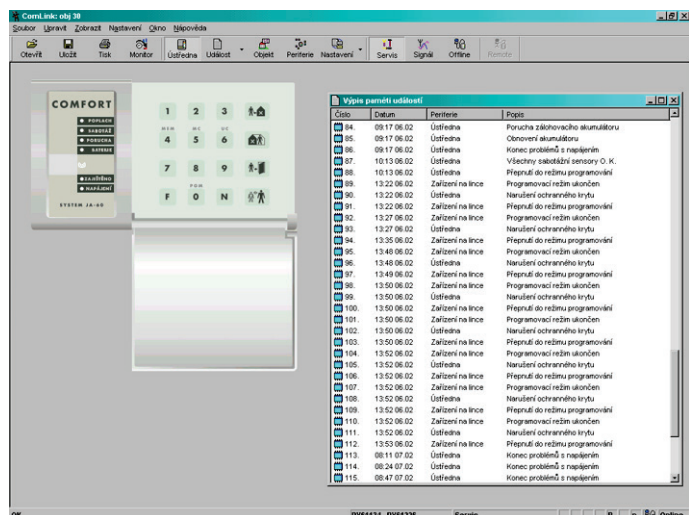 ComLink: obj 30
Soubor Upravit Zobrazit Nastavení Okno Nápověda
Otevřít Uložit Tisk Monitor Ústředna Událost Objekt Periferie Nastavení Servis Signál Offline Remote
COMFORT
POPLACH
SABOTÁŽ
PORUCHA
BATERIE
ZAJIŠTĚNO
NAPÁJENÍ
SYSTEM JA-60
1 2 3
MEM MC UC
4 5 6
7 8 9
PGM
F 0 N
Výpis paměti událostí
Číslo Datum Periferie Popis
84. 09:17 06.02 Ústředna Porucha zálohovacího akumulátoru
85. 09:17 06.02 Ústředna Obnovení akumulátoru
86. 09:17 06.02 Ústředna Konec problémů s napájením
87. 10:13 06.02 Ústředna Všechny sabotážní sensory O. K.
88. 10:13 06.02 Ústředna Přepnutí do režimu programování
89. 13:22 06.02 Zařízení na lince Programovací režim ukončen
90. 13:22 06.02 Ústředna Narušení ochranného krytu
91. 13:22 06.02 Zařízení na lince Přepnutí do režimu programování
92. 13:27 06.02 Zařízení na lince Programovací režim ukončen
93. 13:27 06.02 Ústředna Narušení ochranného krytu
94. 13:35 06.02 Zařízení na lince Přepnutí do režimu programování
95. 13:48 06.02 Zařízení na lince Programovací režim ukončen
96. 13:48 06.02 Ústředna Narušení ochranného krytu
97. 13:49 06.02 Zařízení na lince Přepnutí do režimu programování
98. 13:50 06.02 Zařízení na lince Programovací režim ukončen
99. 13:50 06.02 Ústředna Narušení ochranného krytu
100. 13:50 06.02 Zařízení na lince Přepnutí do režimu programování
101. 13:50 06.02 Zařízení na lince Programovací režim ukončen
102. 13:50 06.02 Ústředna Narušení ochranného krytu
103. 13:50 06.02 Zařízení na lince Přepnutí do režimu programování
104. 13:52 06.02 Zařízení na lince Programovací režim ukončen
105. 13:52 06.02 Ústředna Narušení ochranného krytu
106. 13:52 06.02 Zařízení na lince Přepnutí do režimu programování
107. 13:52 06.02 Zařízení na lince Programovací režim ukončen
108. 13:52 06.02 Ústředna Narušení ochranného krytu
109. 13:52 06.02 Zařízení na lince Přepnutí do režimu programování
110. 13:52 06.02 Zařízení na lince Programovací režim ukončen
111. 13:52 06.02 Ústředna Narušení ochranného krytu
112. 13:53 06.02 Zařízení na lince Přepnutí do režimu programování
113. 08:11 07.02 Ústředna Konec problémů s napájením
114. 08:24 07.02 Ústředna Konec problémů s napájením
115. 08:47 07.02 Ústředna Konec problémů s napájením
OK Servis Online